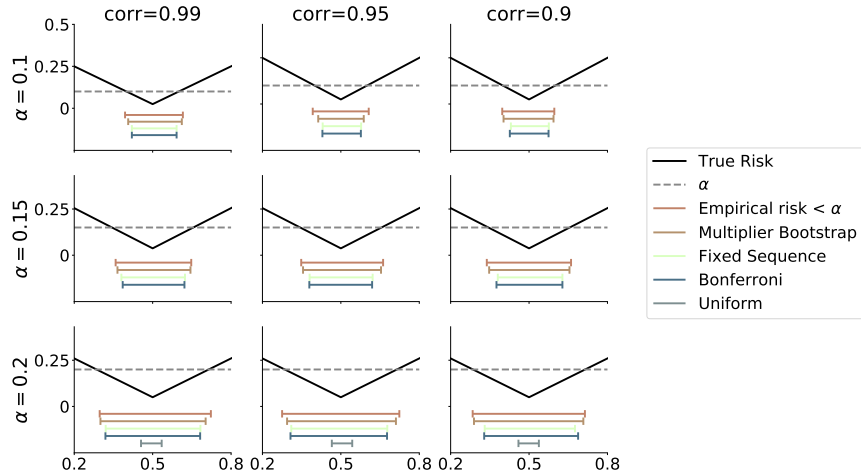 corr=0.99 corr=0.95 corr=0.9
0.5
0.25
0
α = 0.1
0.25
0
α = 0.15
0.25
0
α = 0.2
0.2 0.5 0.8 0.2 0.5 0.8 0.2 0.5 0.8
True Risk
α
Empirical risk < α
Multiplier Bootstrap
Fixed Sequence
Bonferroni
Uniform